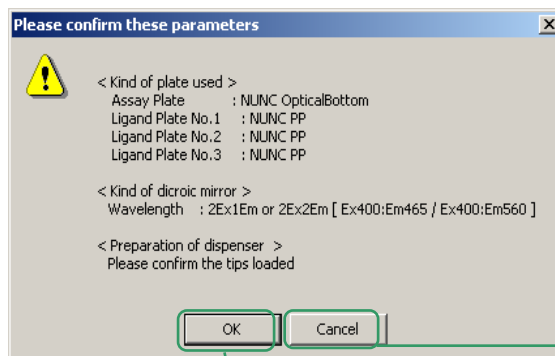 Please confirm these parameters
< Kind of plate used >
Assay Plate : NUNC OpticalBottom
Ligand Plate No.1 : NUNC PP
Ligand Plate No.2 : NUNC PP
Ligand Plate No.3 : NUNC PP
< Kind of dicroic mirror >
Wavelength : 2Ex1Em or 2Ex2Em [ Ex400:Em465 / Ex400:Em560 ]
< Preparation of dispenser >
Please confirm the tips loaded
OK Cancel